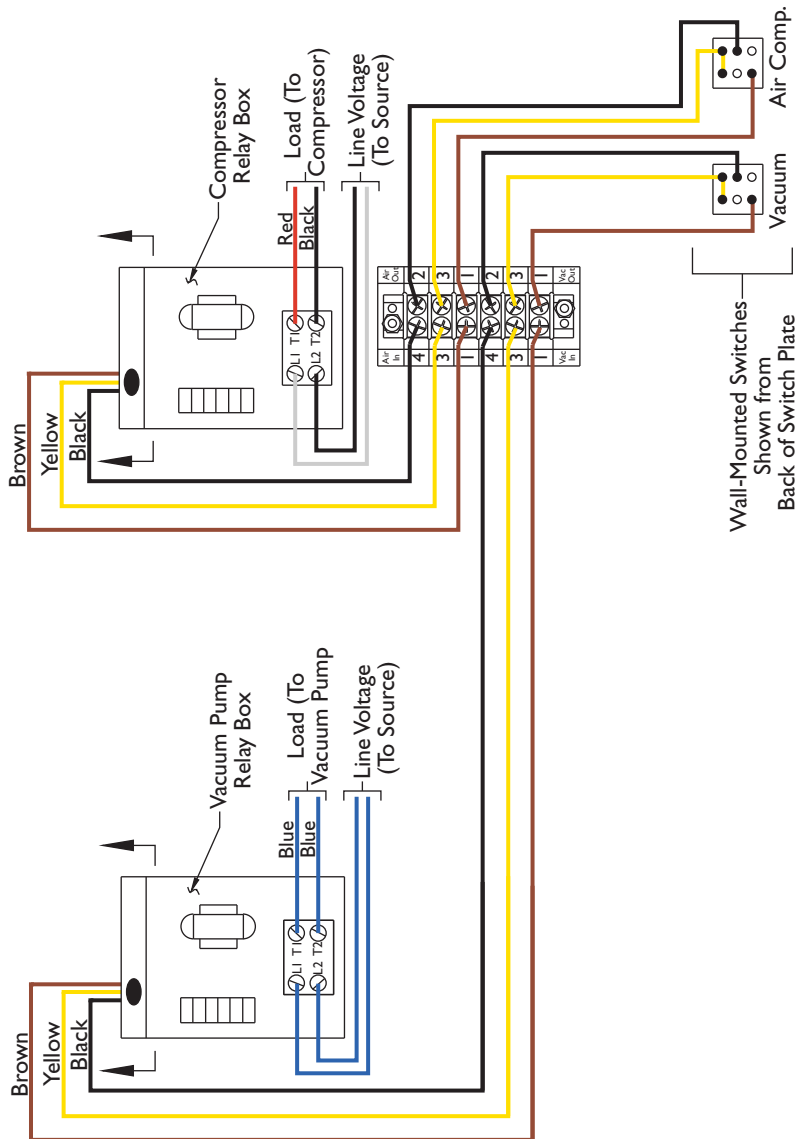 Brown
Yellow
Black
Vacuum Pump
Relay Box
L1 T1
L2 T2
Blue
Blue
Load (To
Vacuum Pump
Line Voltage
(To Source)
Brown
Yellow
Black
Compressor
Relay Box
L1 T1
L2 T2
Red
Black
Load (To
Compressor)
Line Voltage
(To Source)
Air
In
Air
Out
4 2
3 3
1 1
4 2
3 3
1 1
Vac
In
Vac
Out
Air Comp.
Vacuum
Wall-Mounted Switches
Shown from
Back of Switch Plate